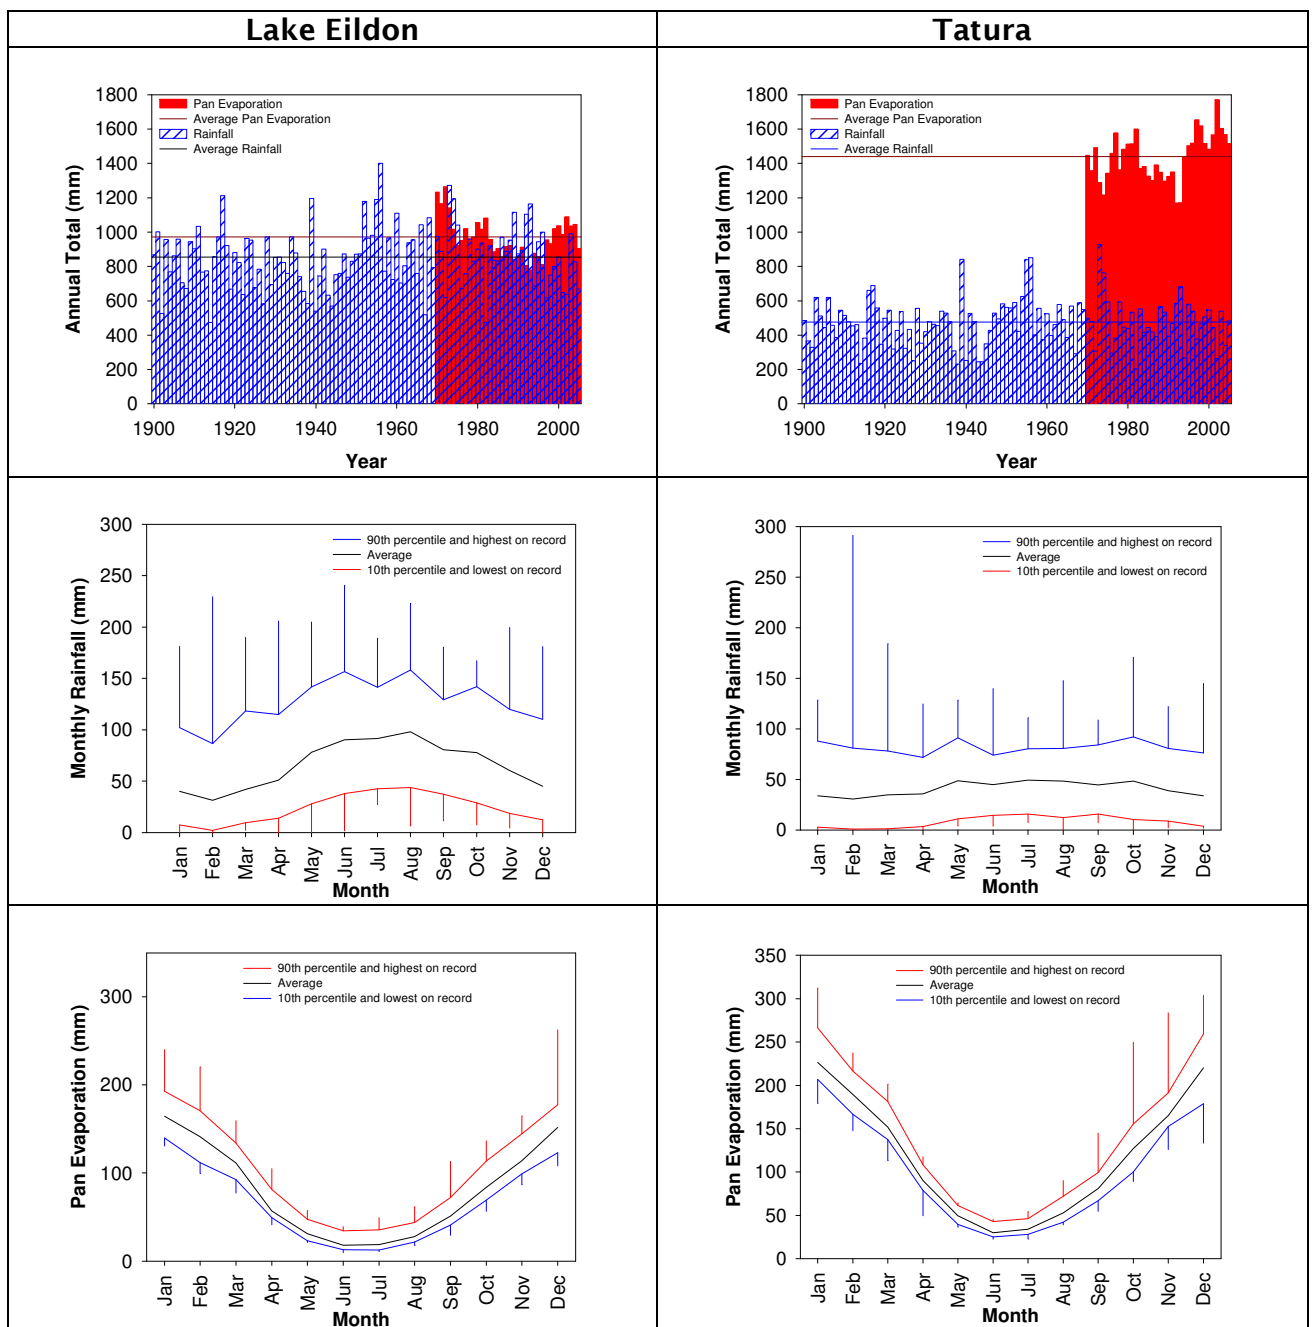 Lake Eildon
Tatura
1800
1600
1400
1200
1000
800
600
400
200
0
Annual Total (mm)
Pan Evaporation
Average Pan Evaporation
Rainfall
Average Rainfall
1900 1920 1940 1960 1980 2000
Year
1800
1600
1400
1200
1000
800
600
400
200
0
Annual Total (mm)
Pan Evaporation
Average Pan Evaporation
Rainfall
Average Rainfall
1900 1920 1940 1960 1980 2000
Year
300
250
200
150
100
50
0
Monthly Rainfall (mm)
90th percentile and highest on record
Average
10th percentile and lowest on record
Jan Feb Mar Apr May Jun Jul Aug Sep Oct Nov Dec
Month
300
250
200
150
100
50
0
Monthly Rainfall (mm)
90th percentile and highest on record
Average
10th percentile and lowest on record
Jan Feb Mar Apr May Jun Jul Aug Sep Oct Nov Dec
Month
300
200
100
0
Pan Evaporation (mm)
90th percentile and highest on record
Average
10th percentile and lowest on record
Jan Feb Mar Apr May Jun Jul Aug Sep Oct Nov Dec
Month
350
300
250
200
150
100
50
0
Pan Evaporation (mm)
90th percentile and highest on record
Average
10th percentile and lowest on record
Jan Feb Mar Apr May Jun Jul Aug Sep Oct Nov Dec
Month